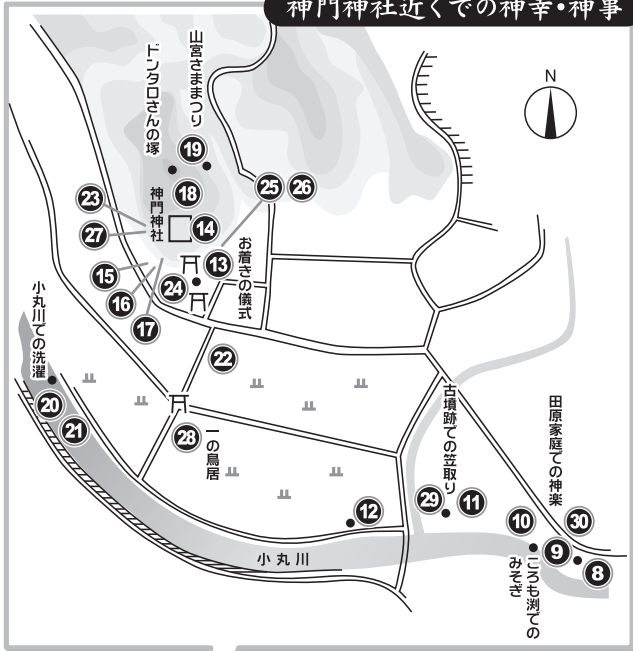 神門神社近くでの神幸・神事
N
山宮さままつり
ドンタロさんの塚
19
18
25
26
23
27
神門神社
14
13
お着きの儀式
15
16
17
24
22
小丸川での洗濯
20
21
28
一の鳥居
12
小丸川
古墳跡での笠取り
29
11
田原家庭での神楽
10
30
9
8
ころも渕でのみそぎ